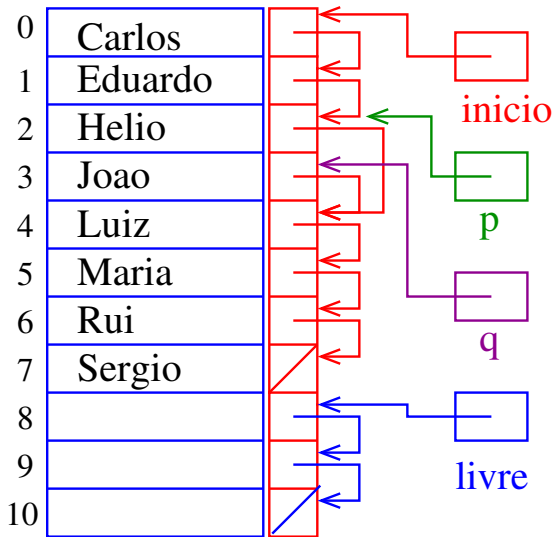 0 Carlos
1 Eduardo
inicio
2 Helio
3 Joao
p
4 Luiz
5 Maria
6 Rui
q
7 Sergio
8
9
livre
10